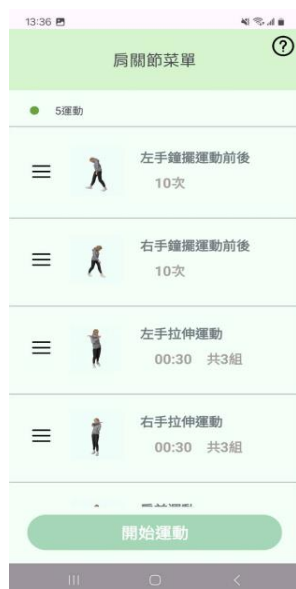 13:36
肩關節菜單
?
5運動
左手鐘擺運動前後
10次
右手鐘擺運動前後
10次
左手拉伸運動
00:30 共3組
右手拉伸運動
00:30 共3組
開始運動